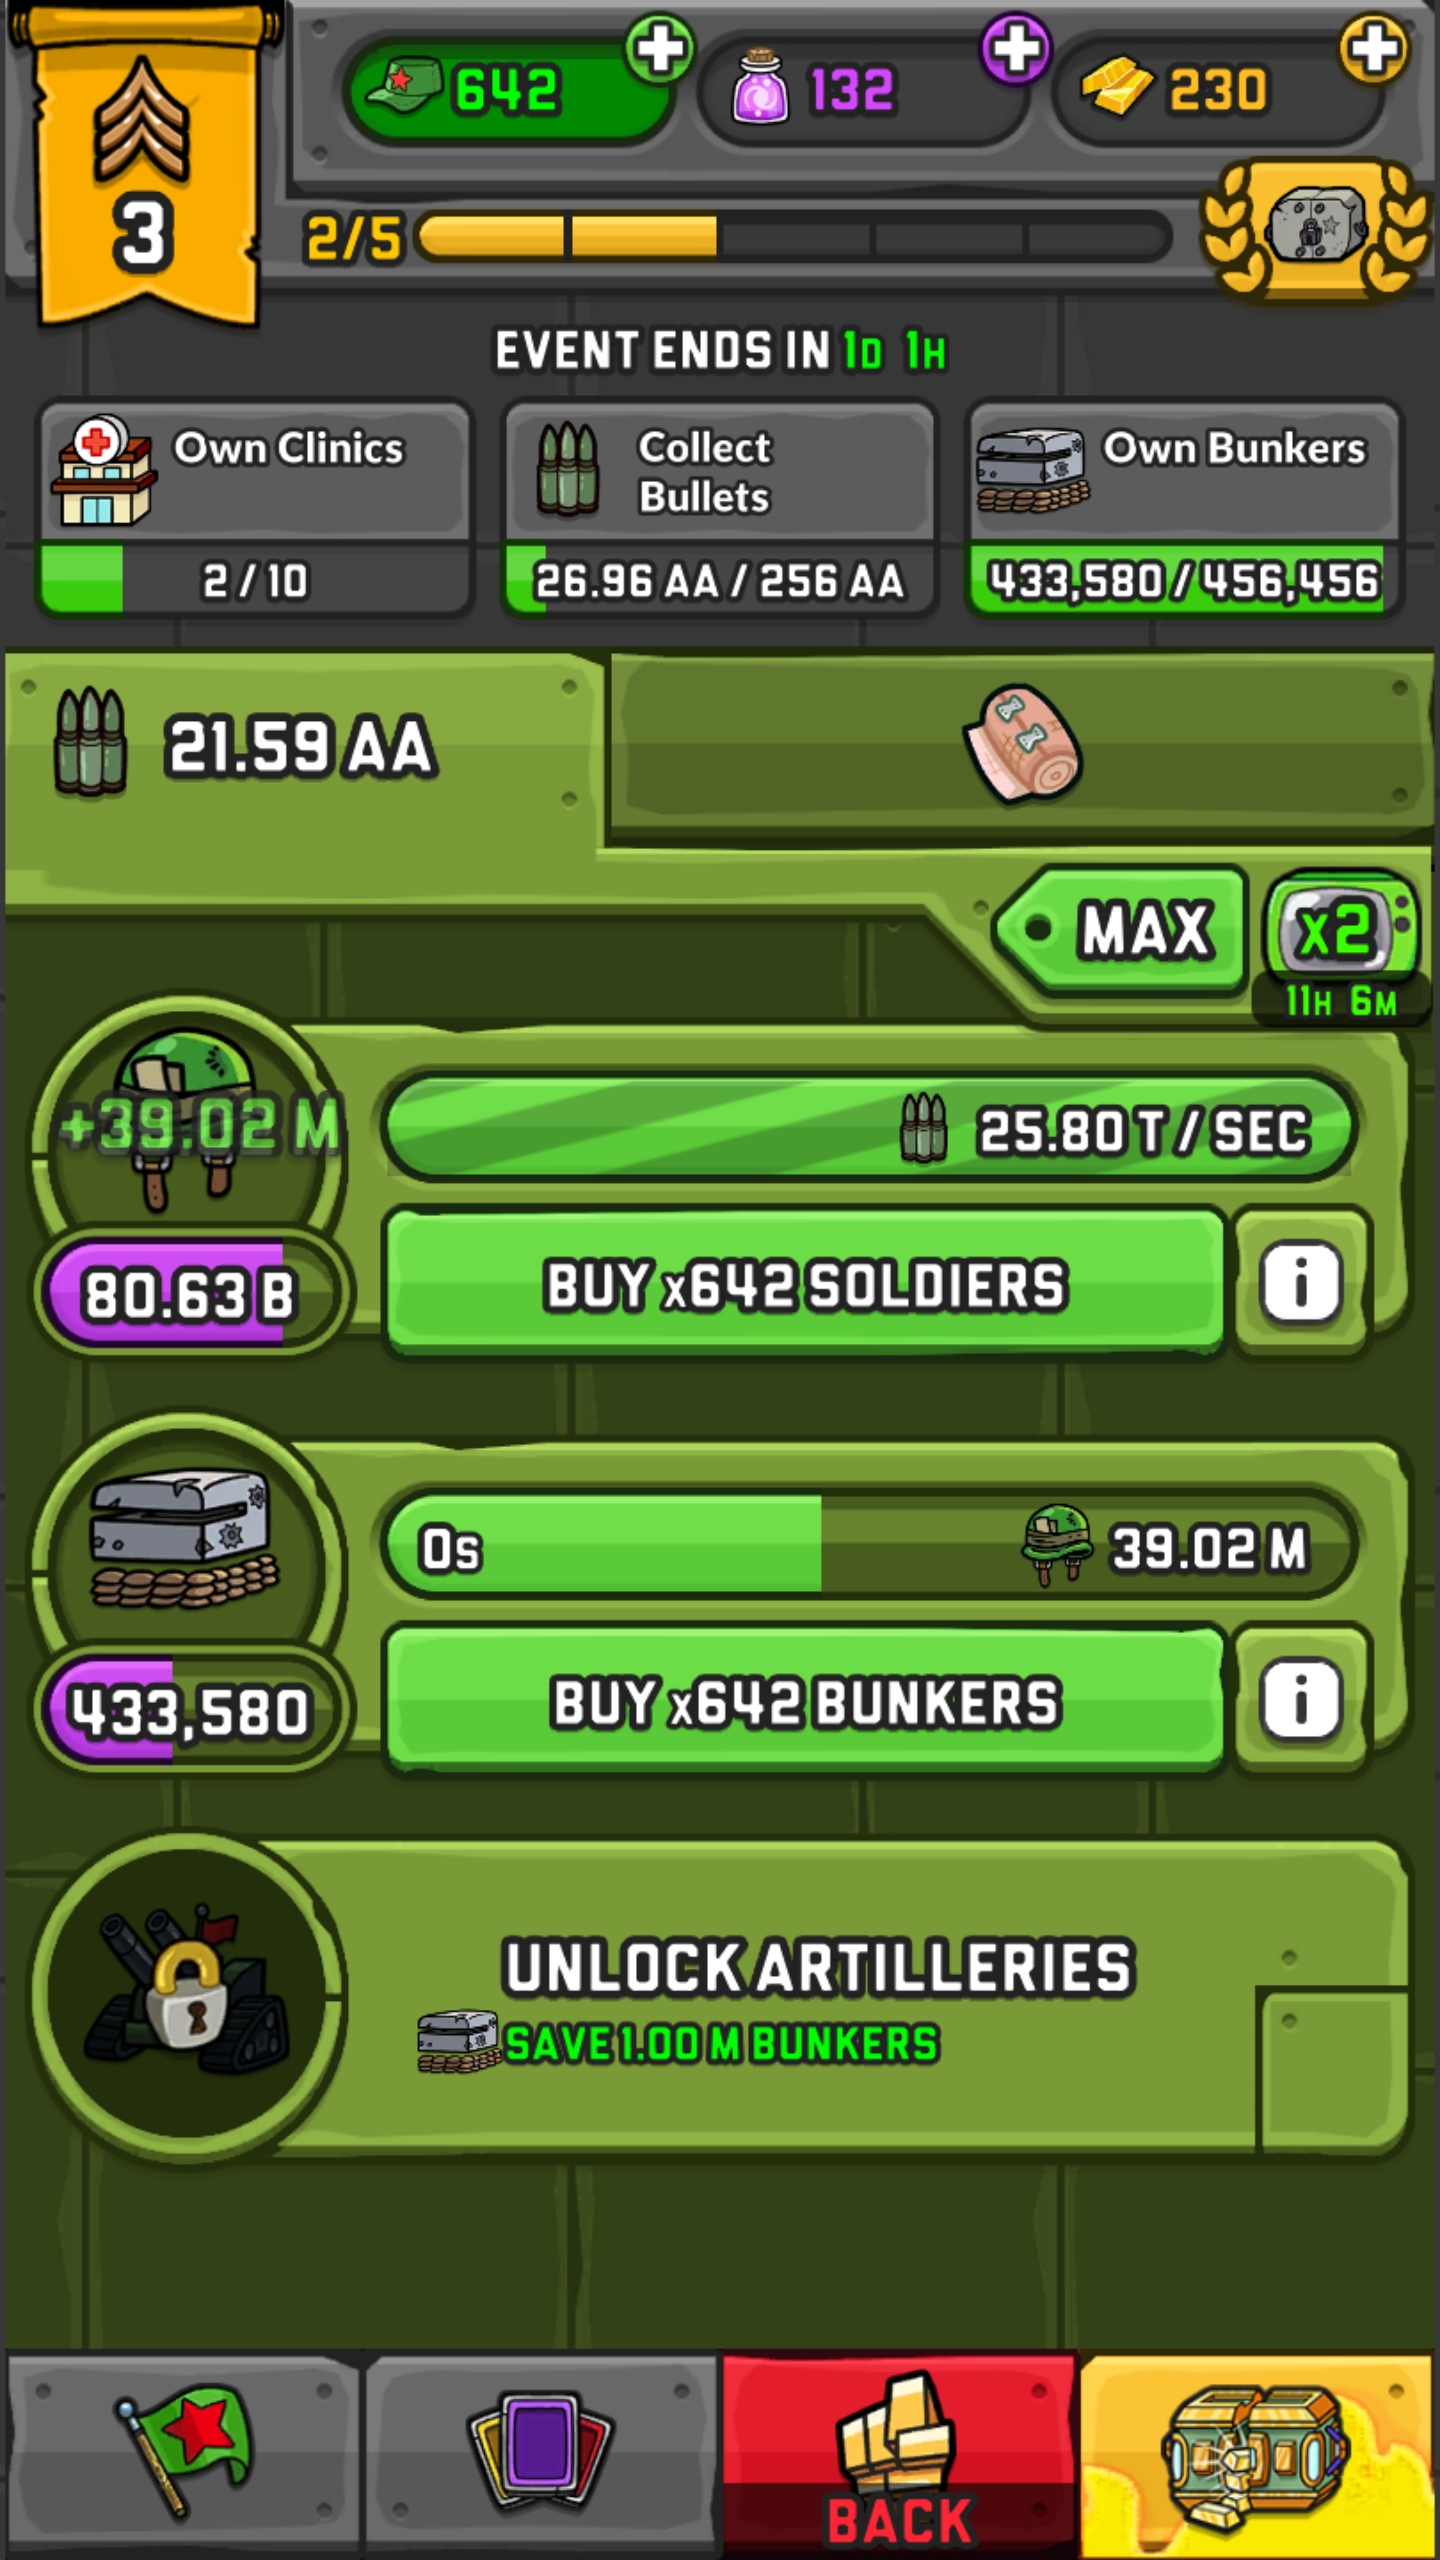 642
132
230
3
2/5
EVENT ENDS IN 1D 1H
Own Clinics
2 / 10
Collect
Bullets
26.96 AA / 256 AA
Own Bunkers
433,580 / 456,456
21.59 AA
MAX
x2
11H 6M
+39.02 M
25.80 T / SEC
80.63 B
BUY x642 SOLDIERS
i
0s
39.02 M
433,580
BUY x642 BUNKERS
i
UNLOCK ARTILLERIES
SAVE 1.00 M BUNKERS
BACK